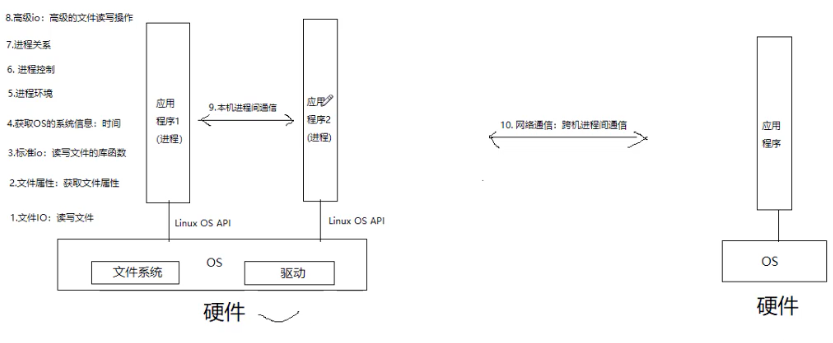 8.高级io：高级的文件读写操作
7.进程关系
6. 进程控制
5.进程环境
4.获取OS的系统信息：时间
3.标准io：读写文件的库函数
2.文件属性：获取文件属性
1.文件IO：读写文件
应用
程序1
(进程)
9.本机进程间通信
应用
程序2
(进程)
Linux OS API
Linux OS API
文件系统
OS
驱动
硬件
10. 网络通信：跨机进程间通信
应用
程序
OS
硬件